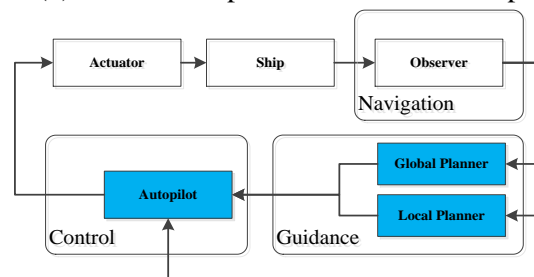 Actuator
Ship
Observer
Navigation
Global Planner
Autopilot
Local Planner
Control
Guidance